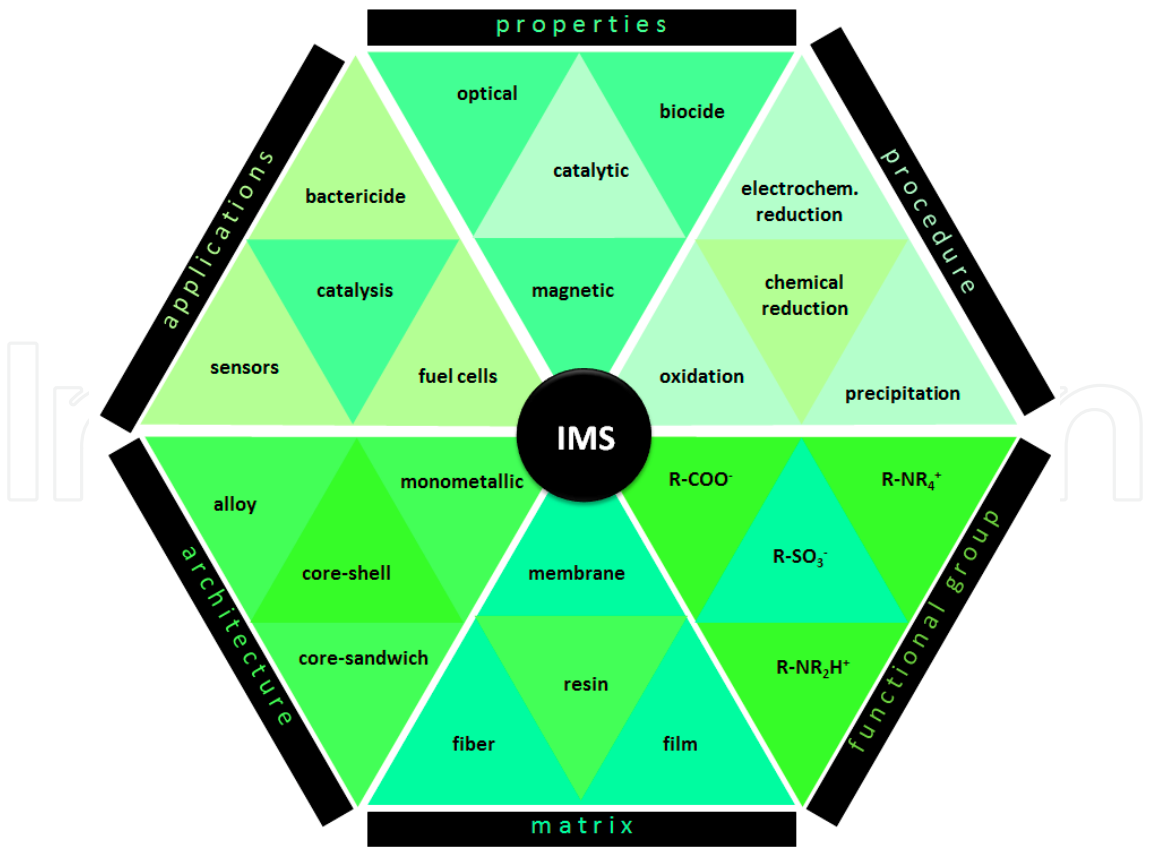 properties
optical
biocide
catalytic
magnetic
procedure
electrochem.
reduction
chemical
reduction
oxidation
precipitation
applications
bactericide
catalysis
sensors
fuel cells
IMS
architecture
alloy
monometallic
core-shell
core-sandwich
matrix
membrane
resin
fiber
film
functional group
R-COO⁻
R-NR₄⁺
R-SO₃⁻
R-NR₂H⁺